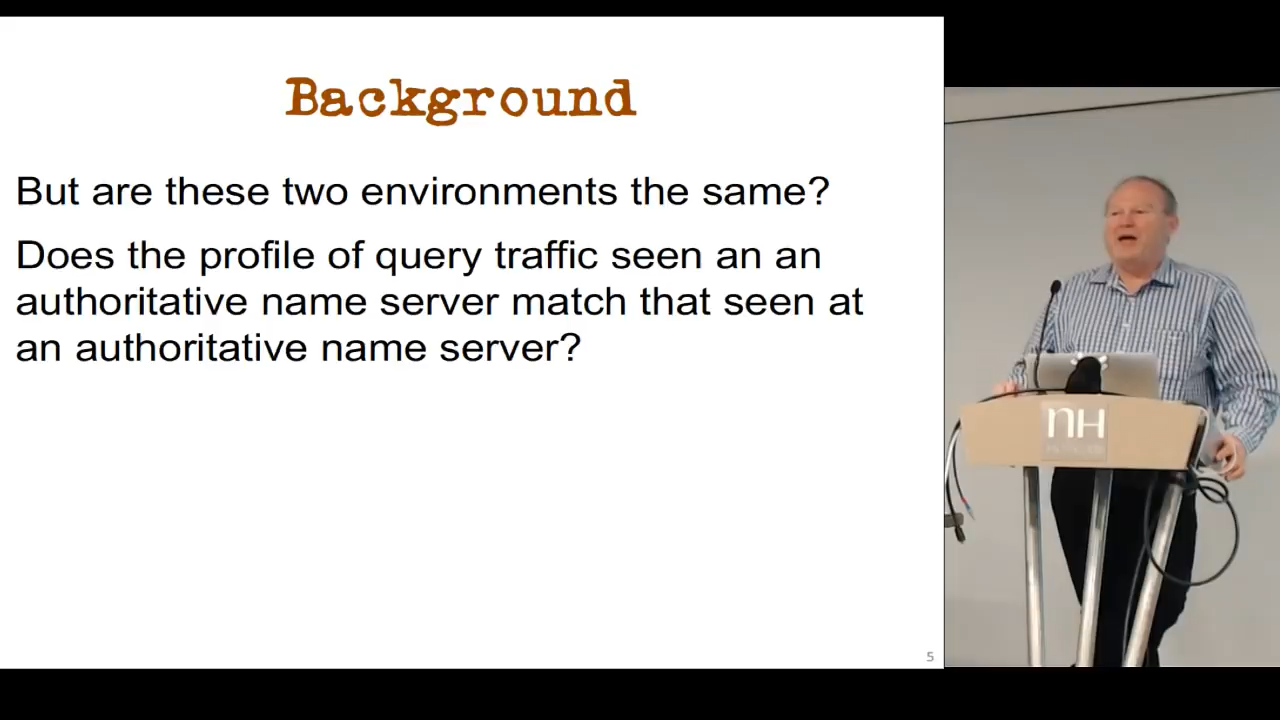 Background
But are these two environments the same?
Does the profile of query traffic seen an an
authoritative name server match that seen at
an authoritative name server?
5
nH